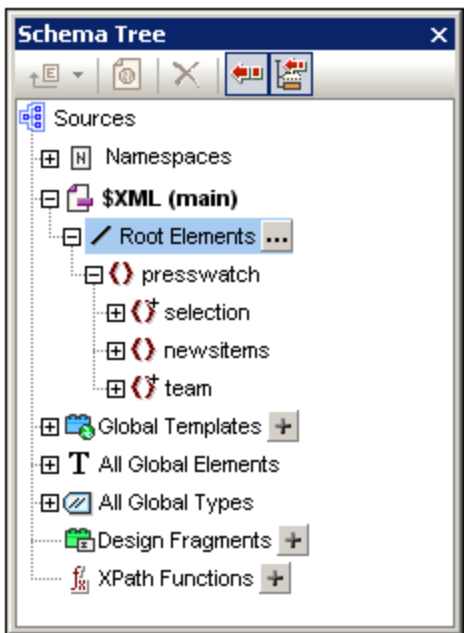 Schema Tree
Sources
Namespaces
$XML (main)
Root Elements ...
presswatch
selection
newsitems
team
Global Templates
T All Global Elements
All Global Types
Design Fragments
XPath Functions